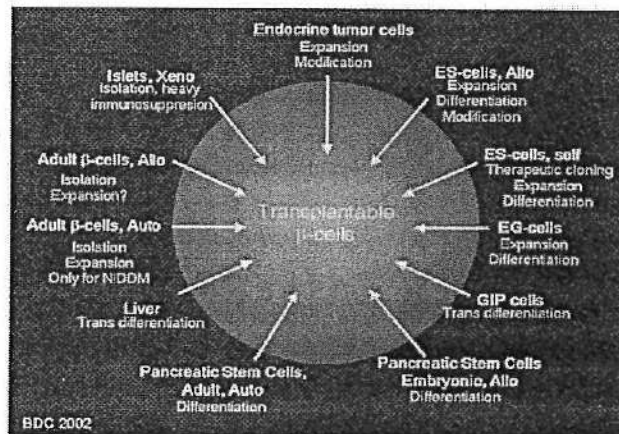 Endocrine tumor cells
Expansion
Modification
Islets, Xeno
Isolation, heavy
immunosuppresion
ES-cells, Allo
Expansion
Differentiation
Modification
Adult β-cells, Allo
Isolation
Expansion?
ES-cells, self
Therapeutic cloning
Expansion
Differentiation
Transplantable
β-cells
Adult β-cells, Auto
Isolation
Expansion
Only for NIDDM
EG-cells
Expansion
Differentiation
Liver
Trans differentiation
GIP cells
Trans differentiation
Pancreatic Stem Cells,
Adult, Auto
Differentiation
Pancreatic Stem Cells
Embryonic, Allo
Differentiation
BDC 2002